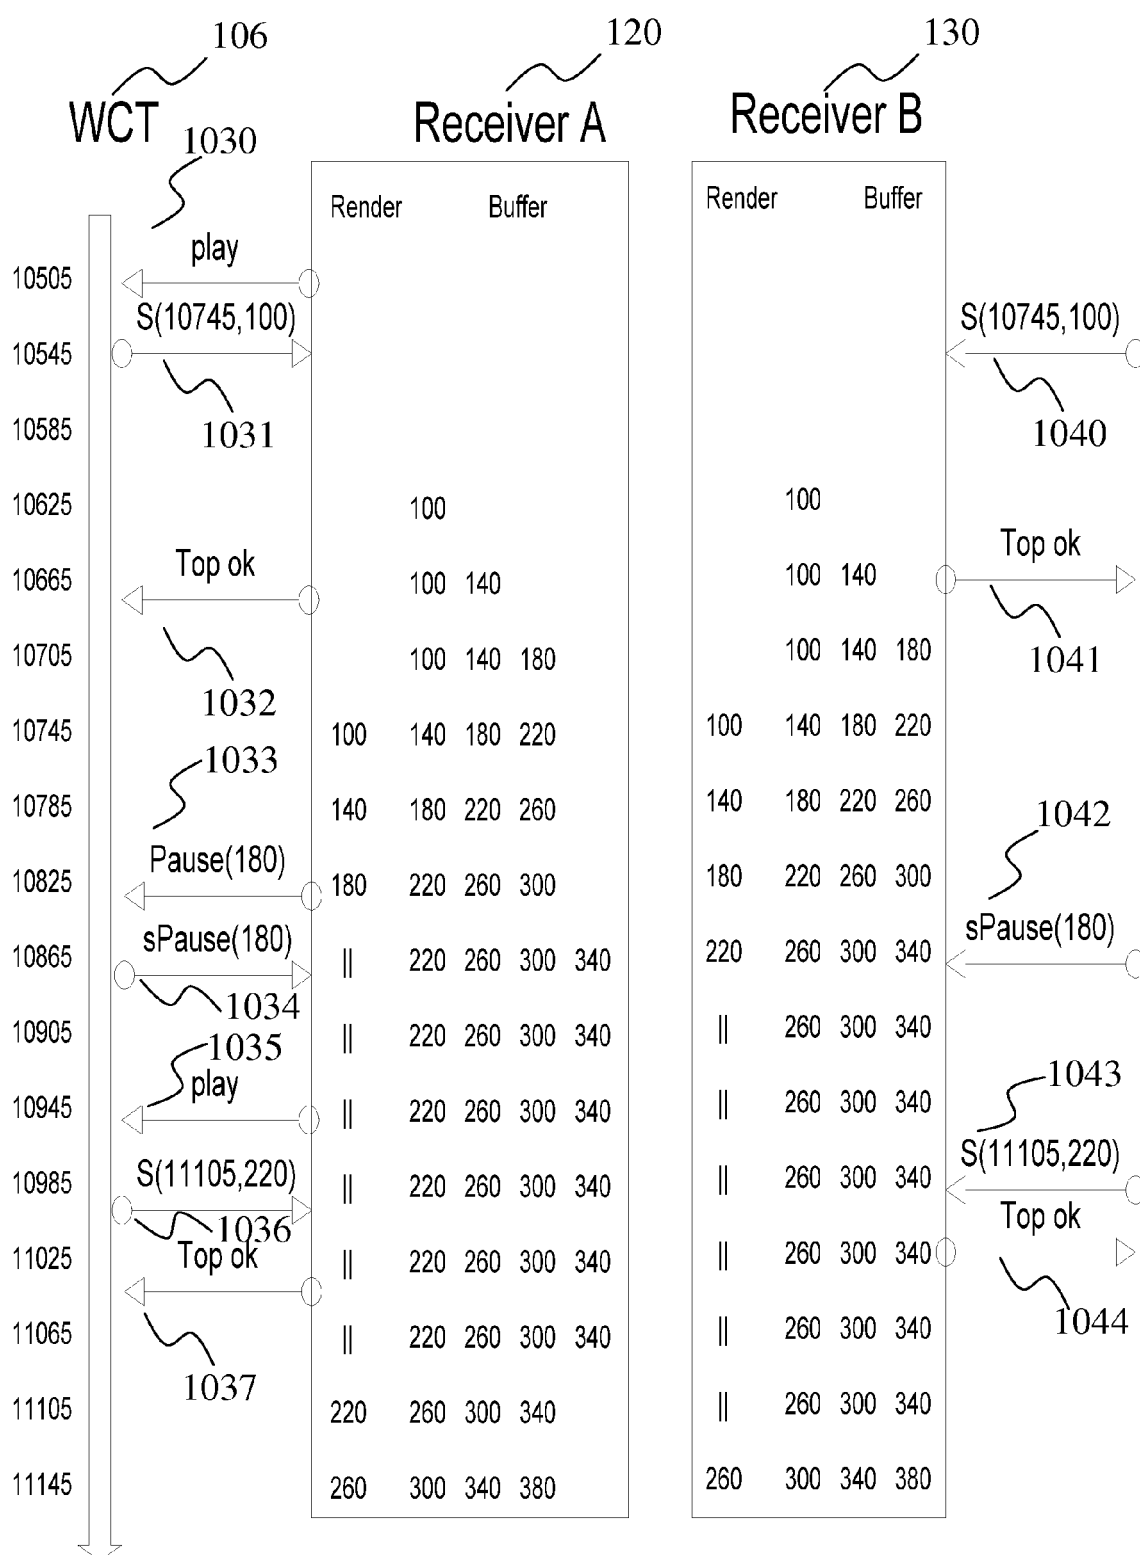 106 120 130
WCT Receiver A Receiver B
1030
Render Buffer Render Buffer
play
10505
S(10745,100) S(10745,100)
10545
10585 1031 1040
10625 100 100
Top ok Top ok
10665 100 140 100 140
10705 100 140 180 100 140 180 1041
1032
10745 100 140 180 220 100 140 180 220
1033
10785 140 180 220 260 140 180 220 260
1042
Pause(180)
10825 180 220 260 300 180 220 260 300
sPause(180) sPause(180)
10865 || 220 260 300 340 220 260 300 340
1034
10905 || 220 260 300 340 || 260 300 340
1035
1043
play
10945 || 220 260 300 340 || 260 300 340
S(11105,220) S(11105,220)
10985 || 220 260 300 340 || 260 300 340
1036 Top ok
Top ok
11025 || 220 260 300 340 || 260 300 340
1044
11065 || 220 260 300 340 || 260 300 340
1037
11105 220 260 300 340 || 260 300 340
11145 260 300 340 380 260 300 340 380